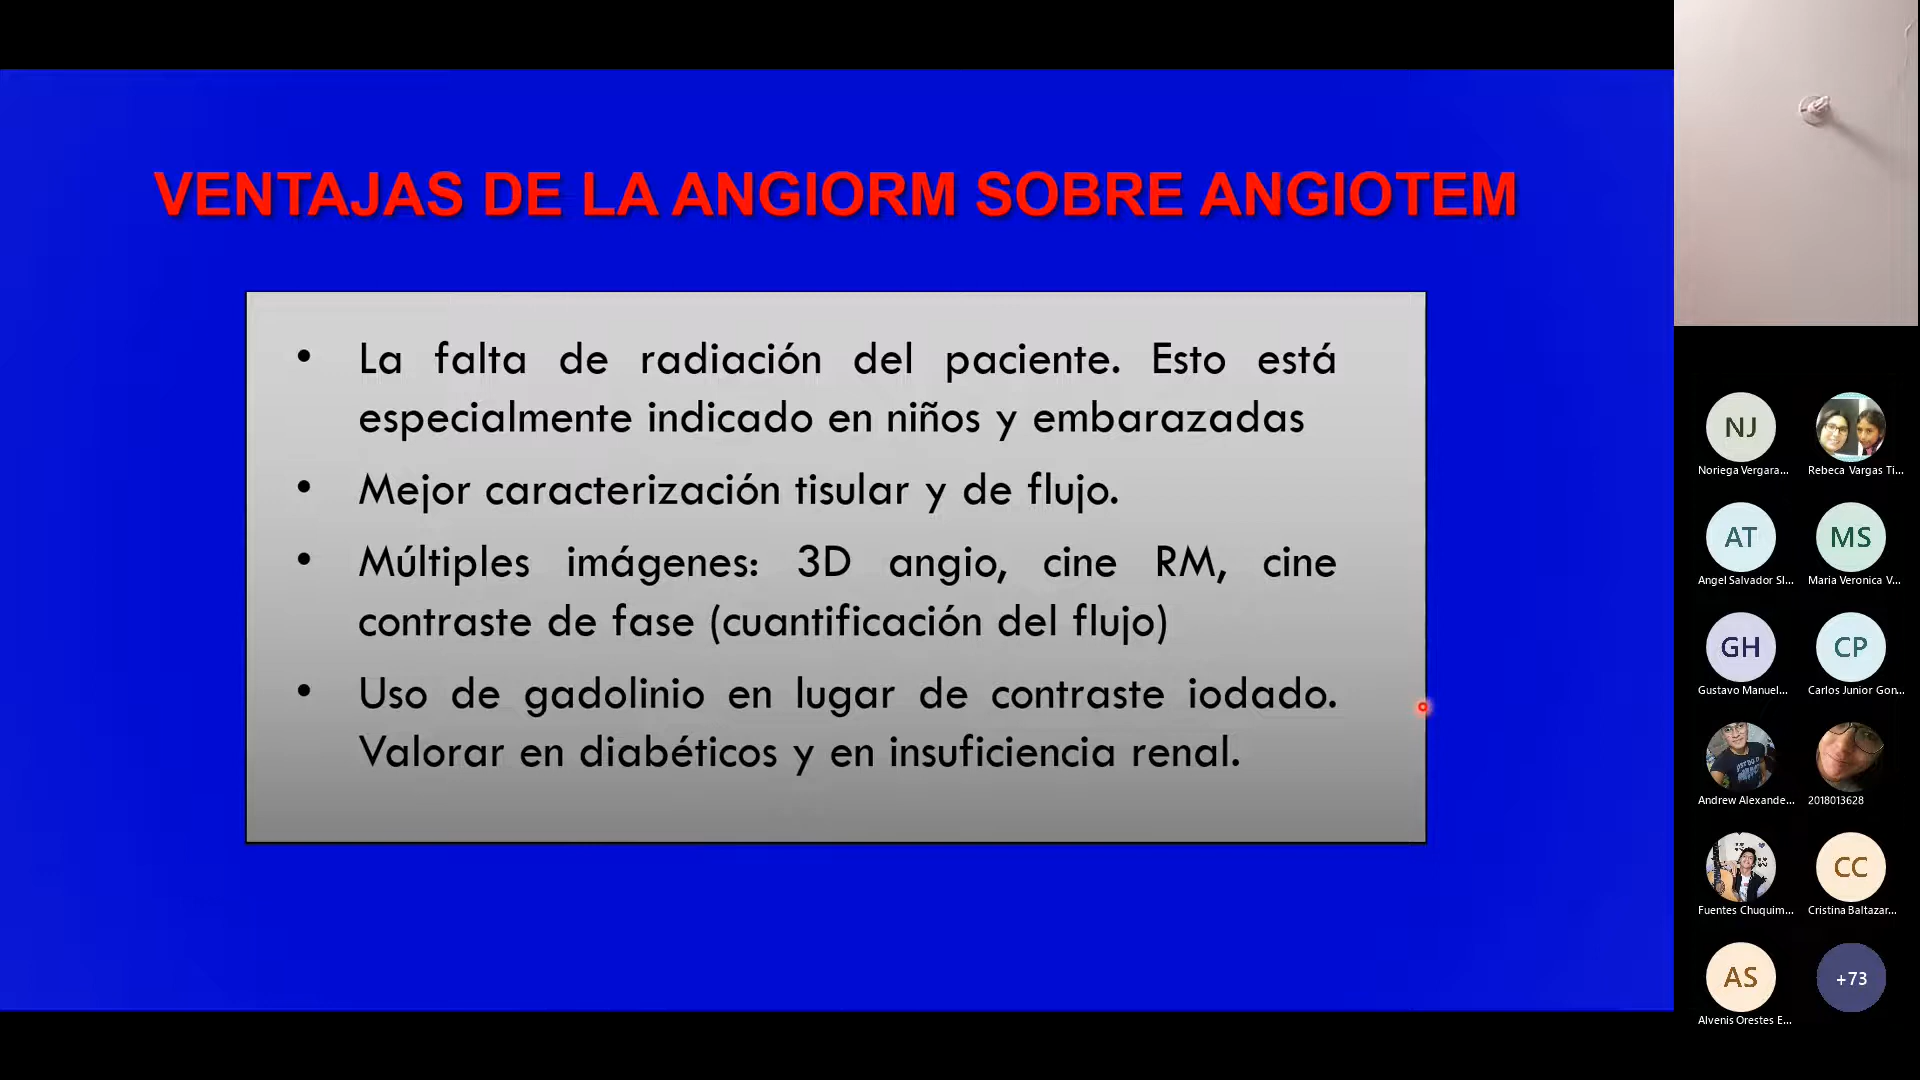 VENTAJAS DE LA ANGIORM SOBRE ANGIOTEM
• La falta de radiación del paciente. Esto está
especialmente indicado en niños y embarazadas
• Mejor caracterización tisular y de flujo.
• Múltiples imágenes: 3D angio, cine RM, cine
contraste de fase (cuantificación del flujo)
• Uso de gadolinio en lugar de contraste iodado.
Valorar en diabéticos y en insuficiencia renal.
NJ
Noriega Vergara...
Rebeca Vargas Ti...
AT
Angel Salvador Sl...
MS
Maria Veronica V...
GH
Gustavo Manuel...
CP
Carlos Junior Gon...
Andrew Alexande...
2018013628
Fuentes Chuquim...
CC
Cristina Baltazar...
AS
Alvenis Orestes E...
+73